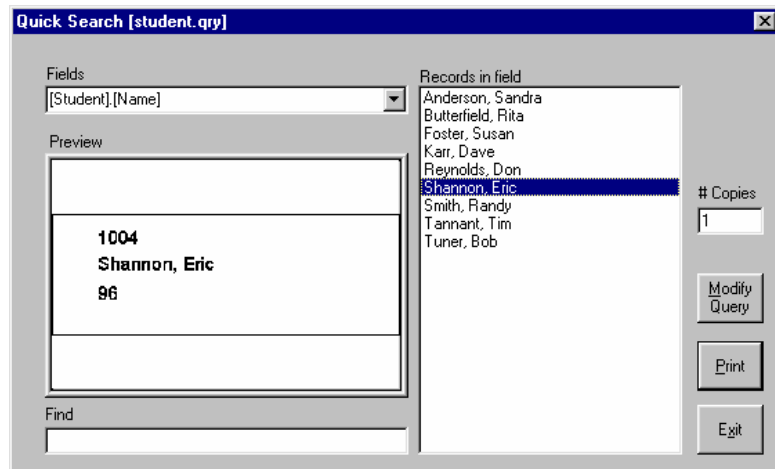 Quick Search [student.qry]
Fields
[Student].[Name]
Preview
1004
Shannon, Eric
96
Find
Records in field
Anderson, Sandra
Butterfield, Rita
Foster, Susan
Karr, Dave
Reynolds, Don
Shannon, Eric
Smith, Randy
Tannant, Tim
Tuner, Bob
# Copies
1
Modify
Query
Print
Exit